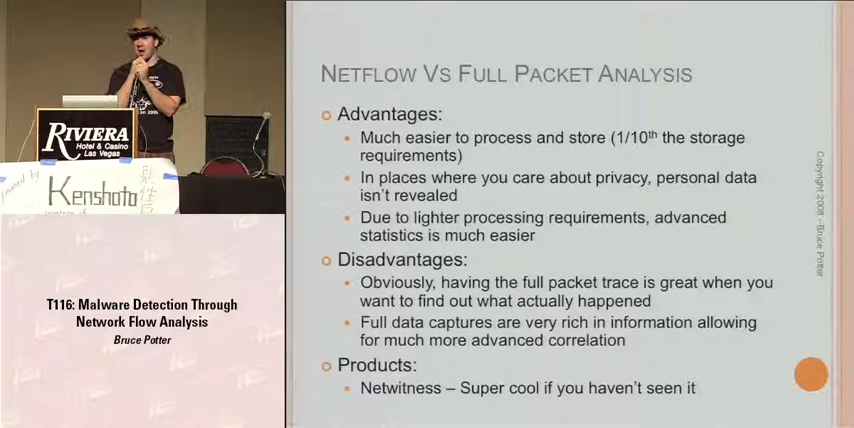 RIVIERA
Hotel & Casino
Las Vegas
Kenshoto
T116: Malware Detection Through
Network Flow Analysis
Bruce Potter
NETFLOW VS FULL PACKET ANALYSIS
Advantages:
Much easier to process and store (1/10th the storage
requirements)
In places where you care about privacy, personal data
isn't revealed
Due to lighter processing requirements, advanced
statistics is much easier
Disadvantages:
Obviously, having the full packet trace is great when you
want to find out what actually happened
Full data captures are very rich in information allowing
for much more advanced correlation
Products:
Netwitness – Super cool if you haven't seen it
Copyright 2008 - Bruce Potter